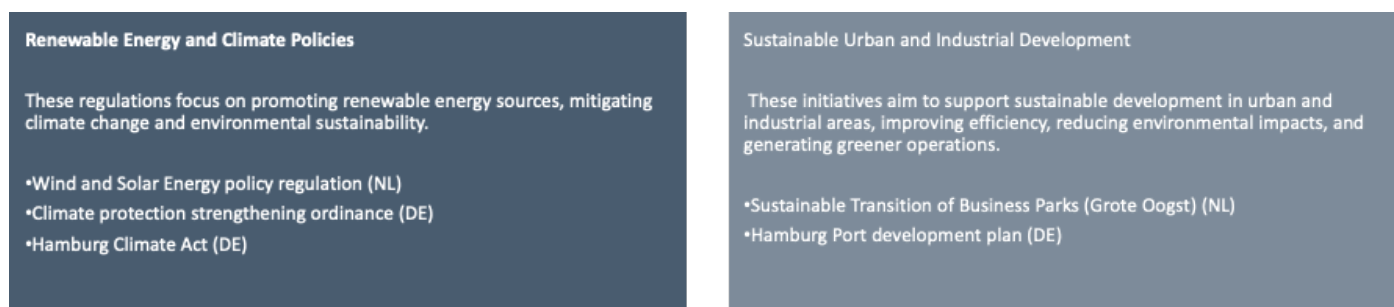 Renewable Energy and Climate Policies
These regulations focus on promoting renewable energy sources, mitigating
climate change and environmental sustainability.
•Wind and Solar Energy policy regulation (NL)
•Climate protection strengthening ordinance (DE)
•Hamburg Climate Act (DE)
Sustainable Urban and Industrial Development
These initiatives aim to support sustainable development in urban and
industrial areas, improving efficiency, reducing environmental impacts, and
generating greener operations.
•Sustainable Transition of Business Parks (Grote Oogst) (NL)
•Hamburg Port development plan (DE)